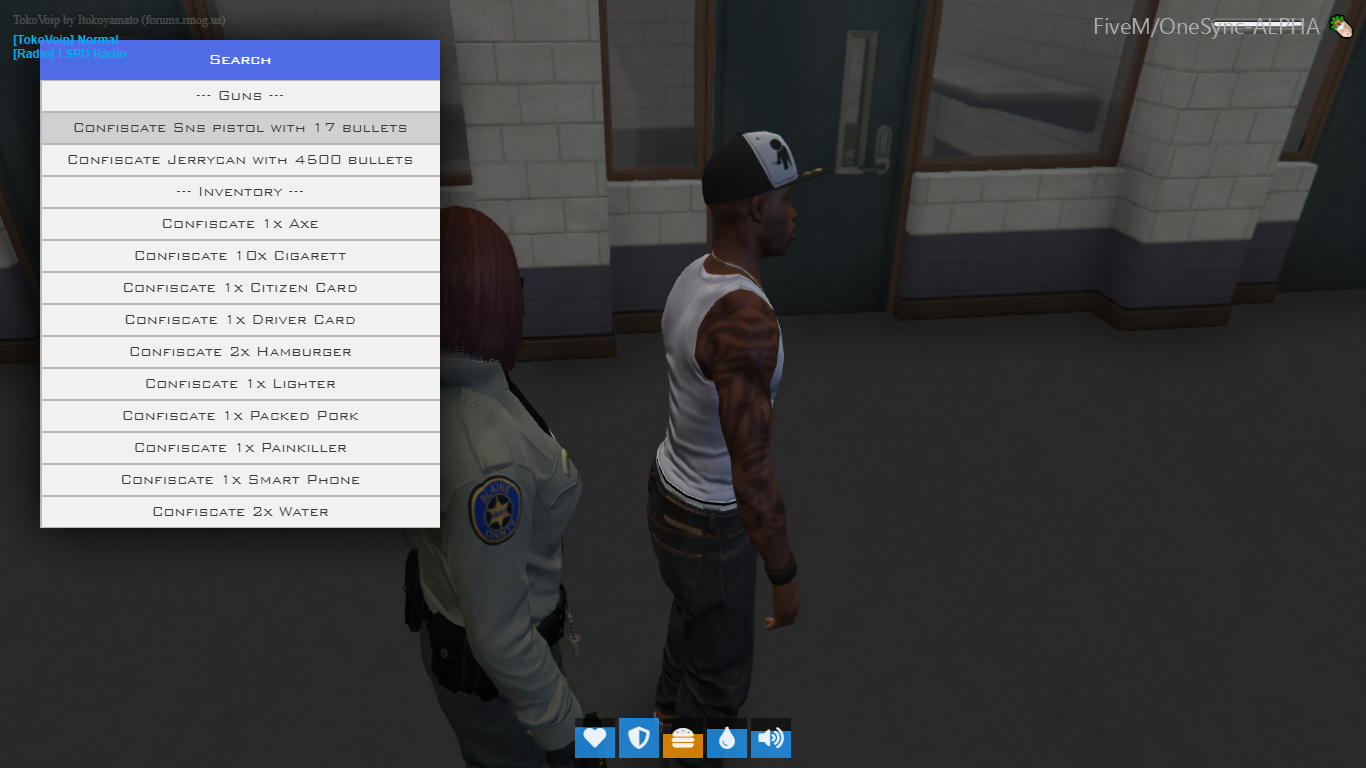 TokoVoip by Itokoyamato (forums.rmog.us)
FiveM/OneSync-ALPHA
[TokoVoip] Normal
[Radio] LSPD Radio
Search
--- Guns ---
Confiscate Sns pistol with 17 bullets
Confiscate Jerrycan with 4500 bullets
--- Inventory ---
Confiscate 1x Axe
Confiscate 10x Cigarett
Confiscate 1x Citizen Card
Confiscate 1x Driver Card
Confiscate 2x Hamburger
Confiscate 1x Lighter
Confiscate 1x Packed Pork
Confiscate 1x Painkiller
Confiscate 1x Smart Phone
Confiscate 2x Water
BLAINE
COUNTY